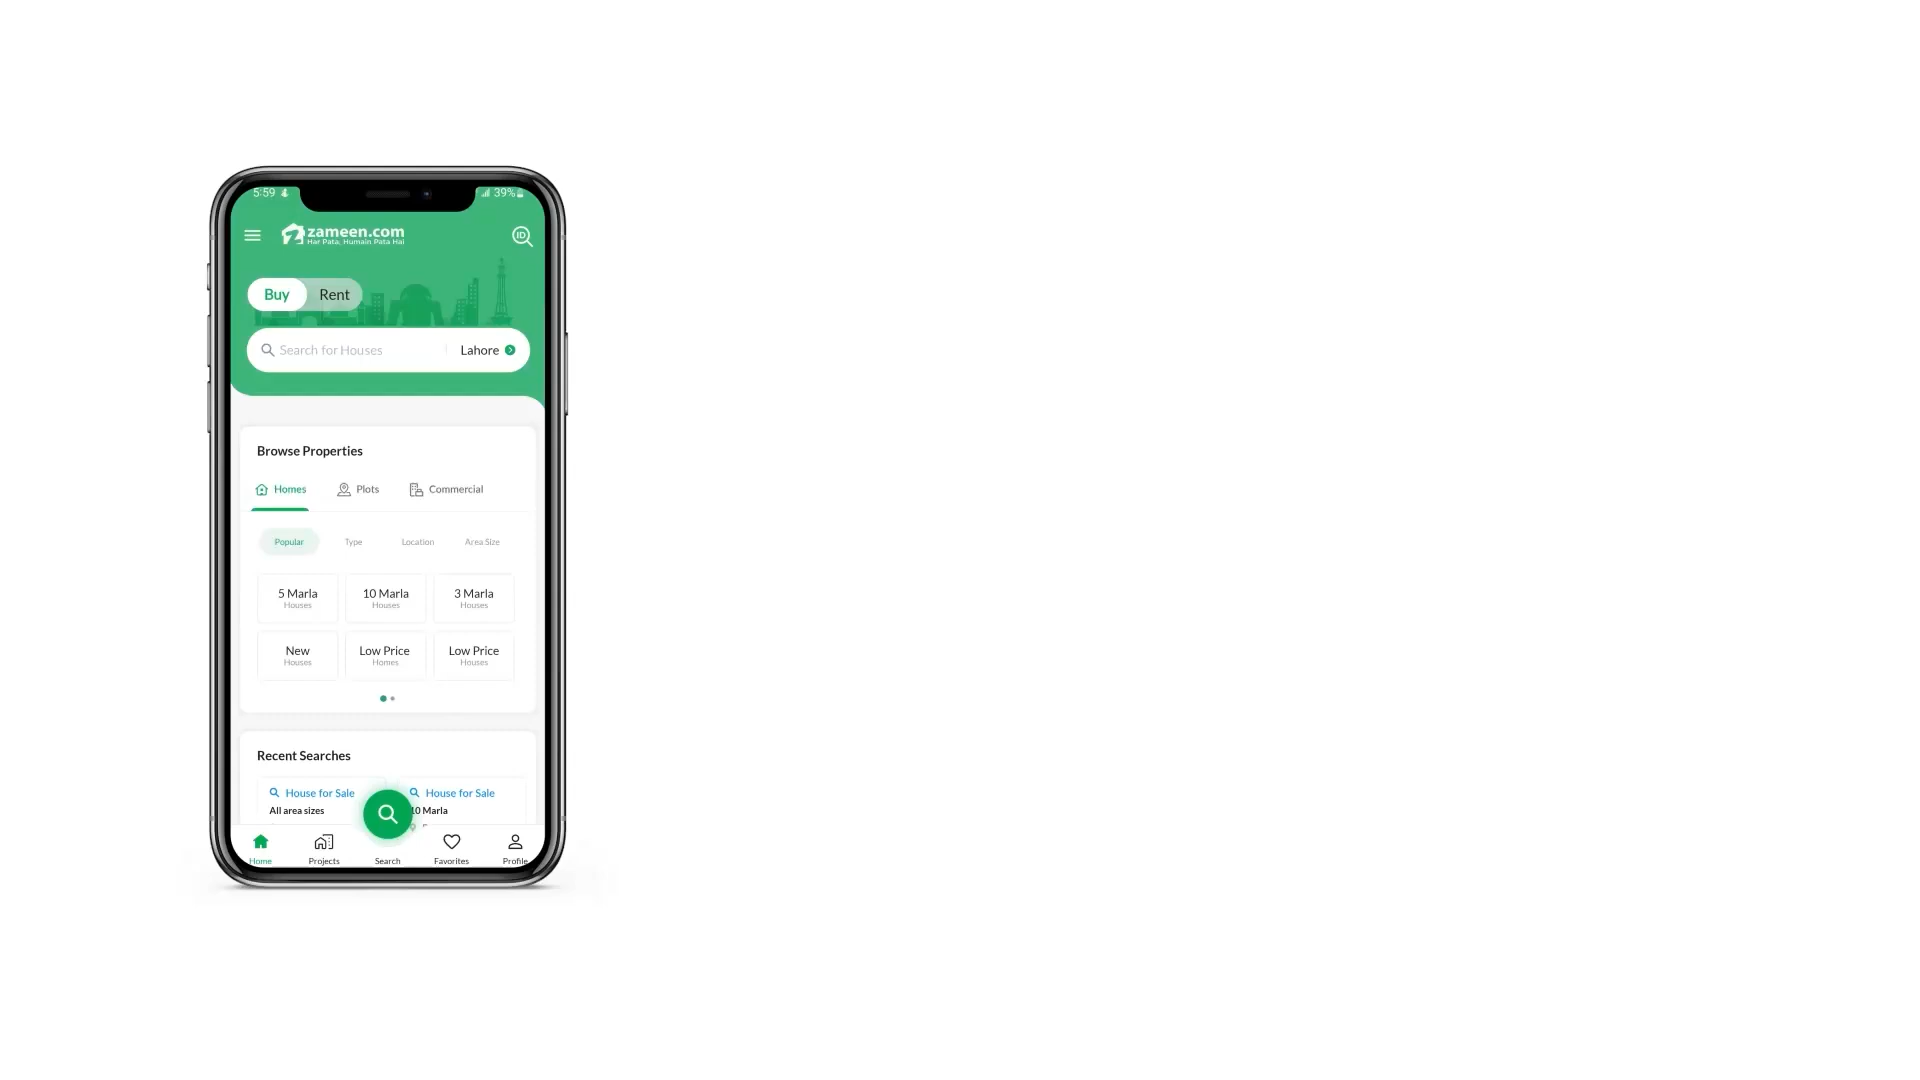 5:59 39%
zameen.com
Har Pata, Humain Pata Hai
ID
Buy Rent
Search for Houses Lahore
Browse Properties
Homes Plots Commercial
Popular Type Location Area Size
5 Marla 10 Marla 3 Marla
Houses Houses Houses
New Low Price Low Price
Houses Homes Houses
Recent Searches
House for Sale House for Sale
All area sizes 10 Marla
Home Projects Search Favorites Profile